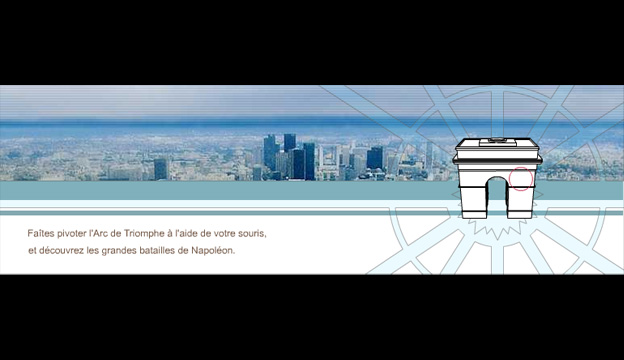 Faîtes pivoter l'Arc de Triomphe à l'aide de votre souris,
et découvrez les grandes batailles de Napoléon.